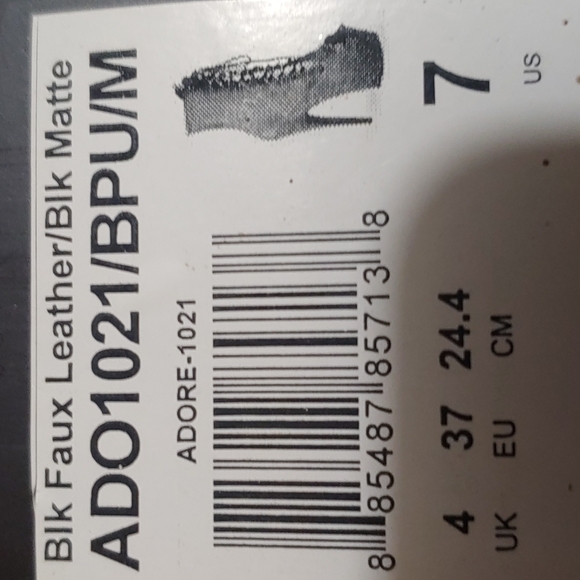 Blk Faux Leather/Blk Matte
ADO1021/BPU/M
ADORE-1021
8 85487 85713 8
4 37 24.4 7
UK EU CM US